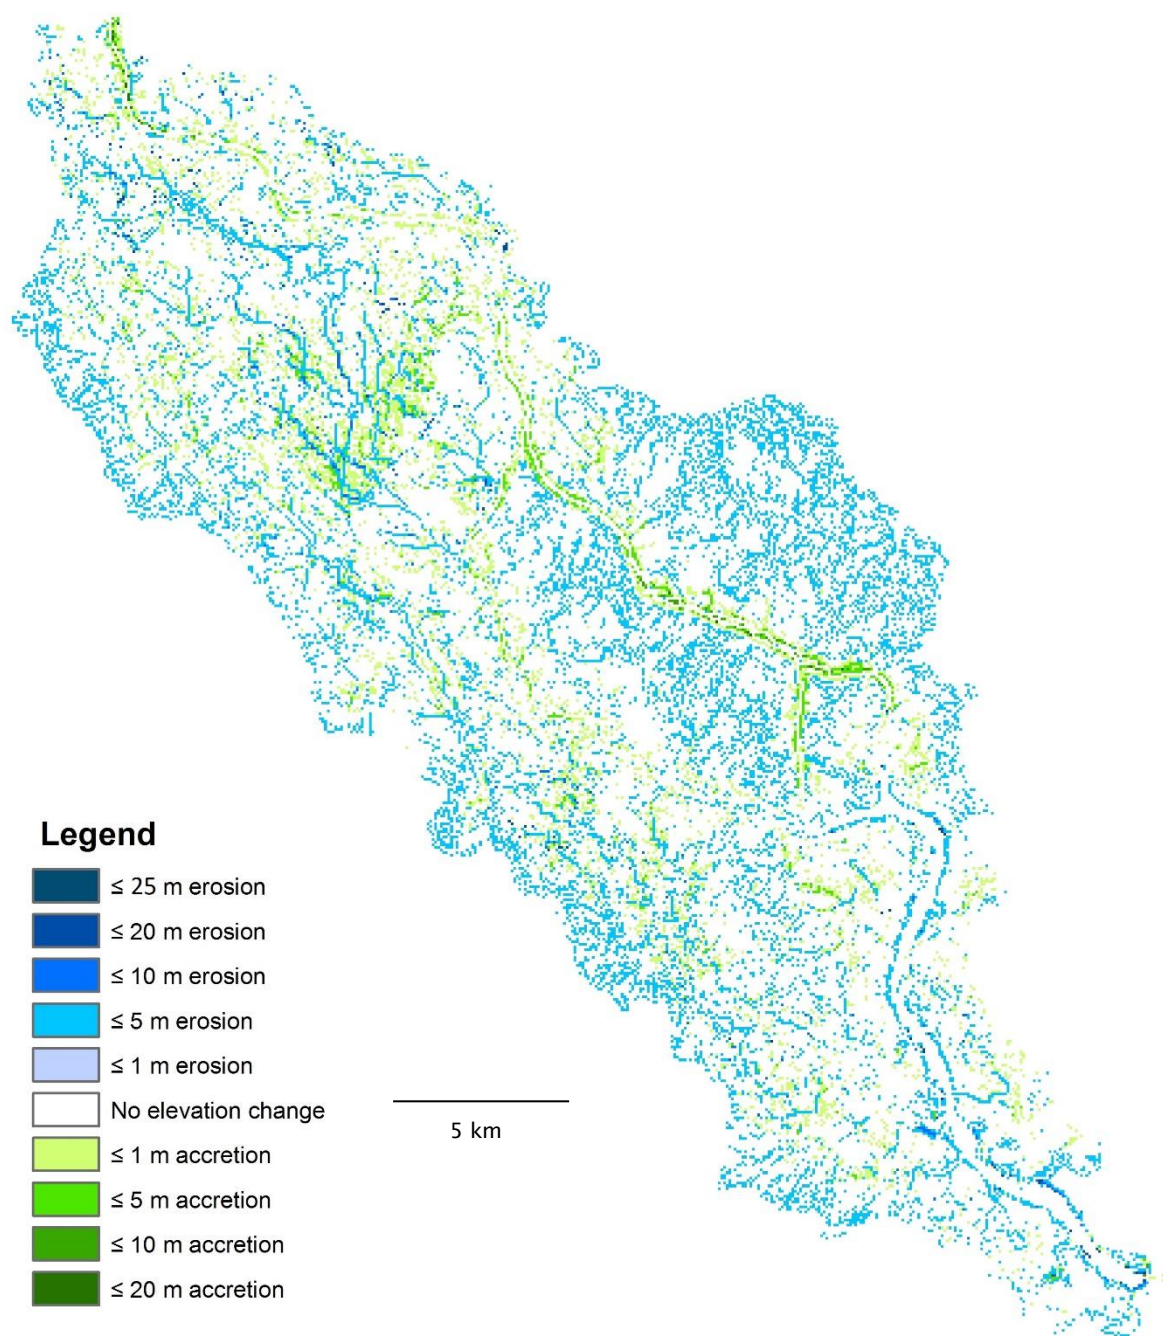 Legend
≤ 25 m erosion
≤ 20 m erosion
≤ 10 m erosion
≤ 5 m erosion
≤ 1 m erosion
No elevation change
≤ 1 m accretion
≤ 5 m accretion
≤ 10 m accretion
≤ 20 m accretion
5 km